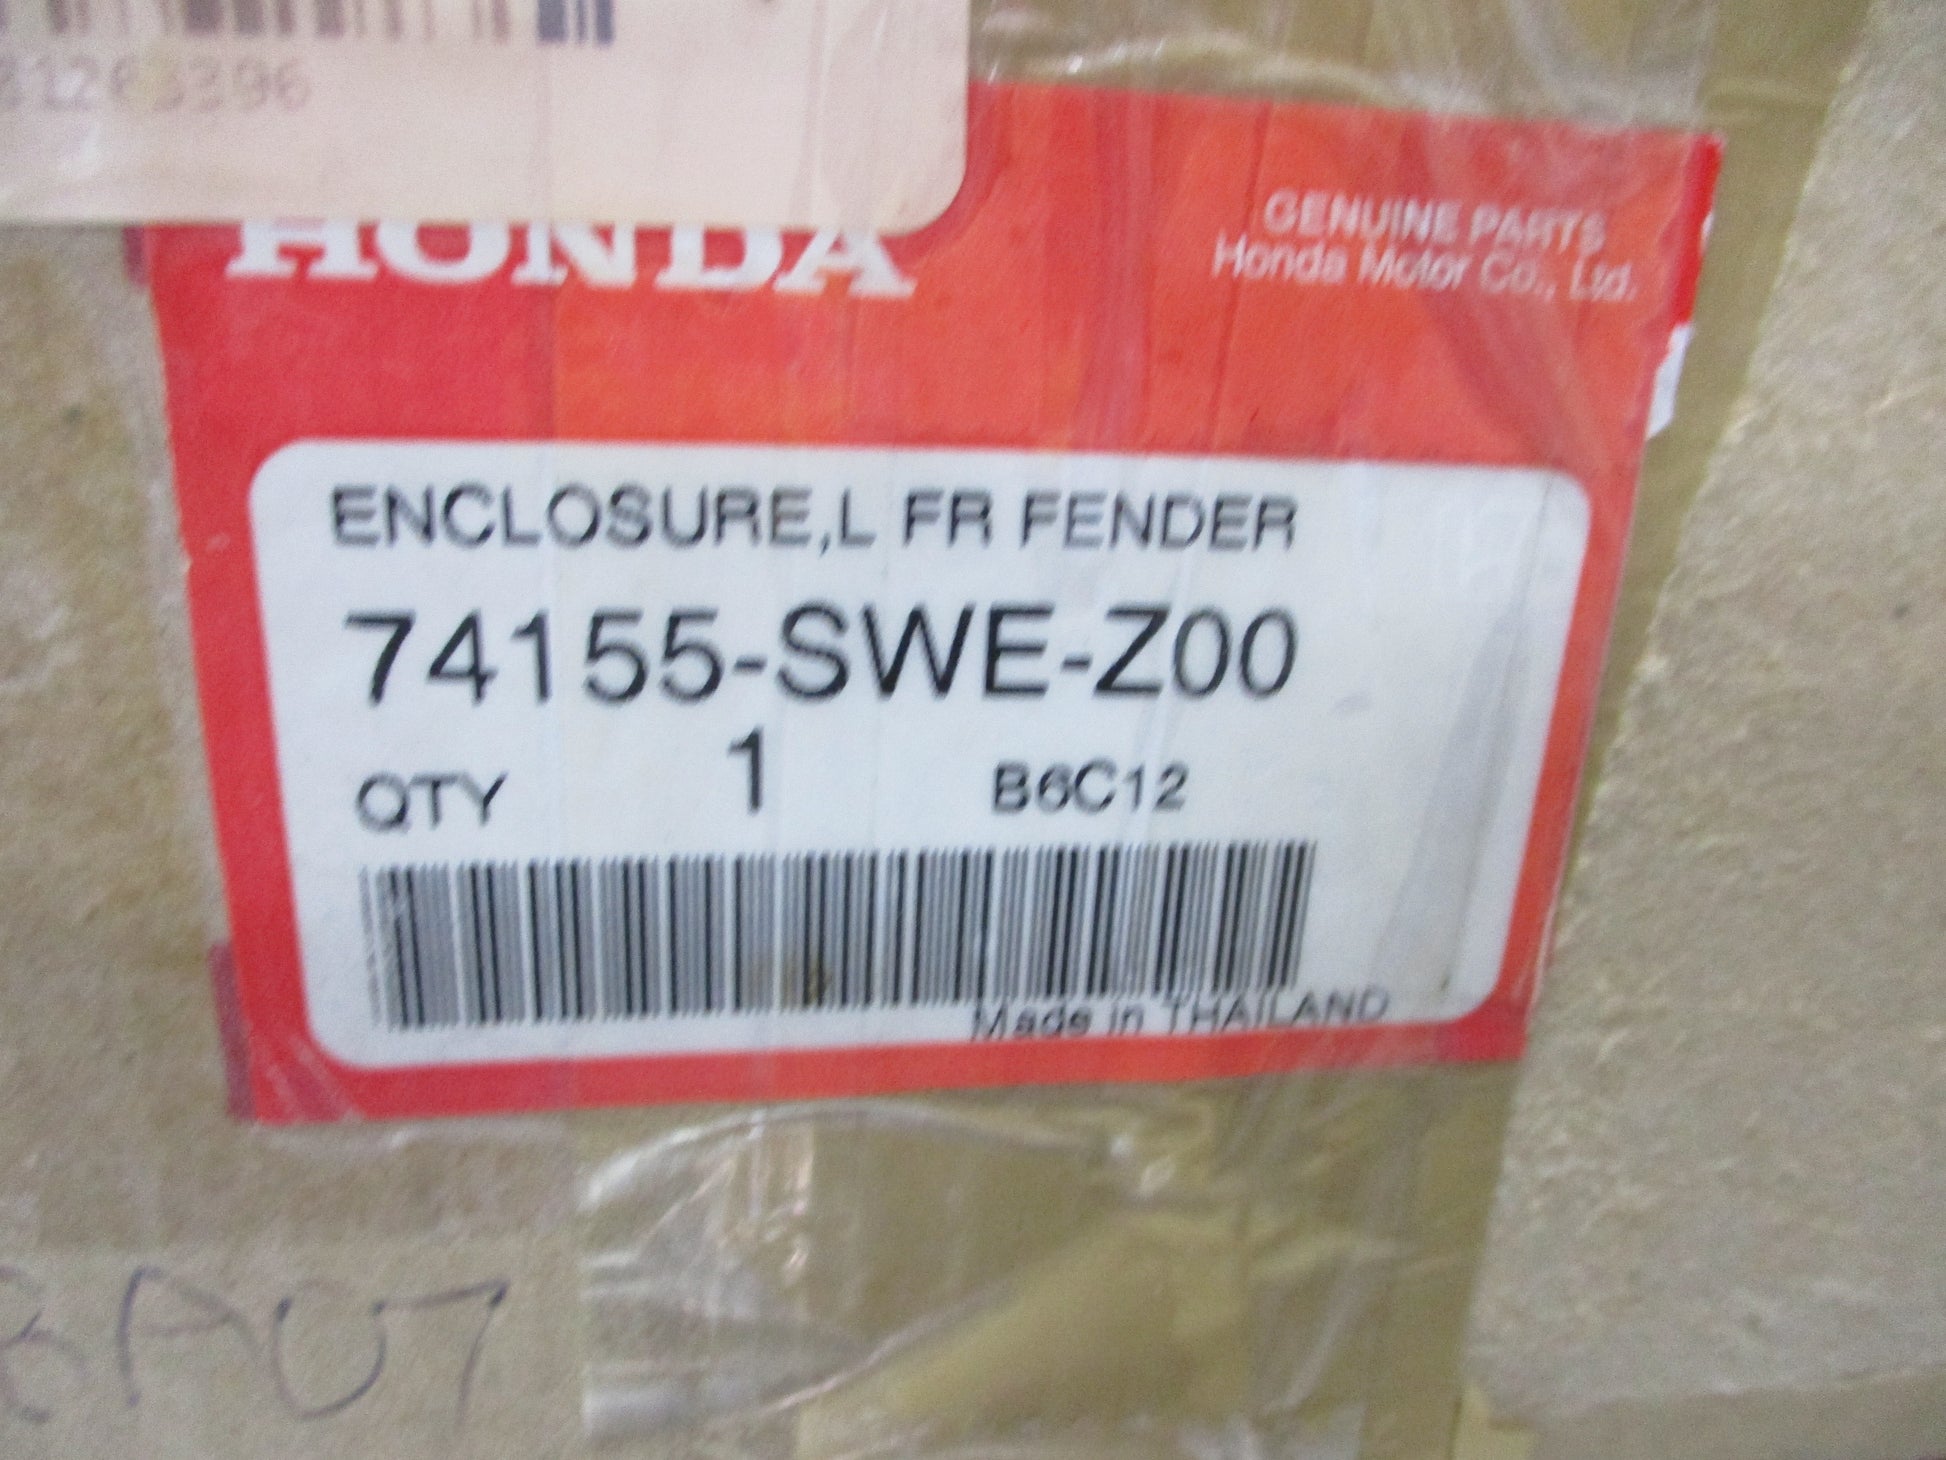 HONDA
GENUINE PARTS
Honda Motor Co., Ltd.
ENCLOSURE,L FR FENDER
74155-SWE-Z00
QTY 1 B6C12
Made in THAILAND